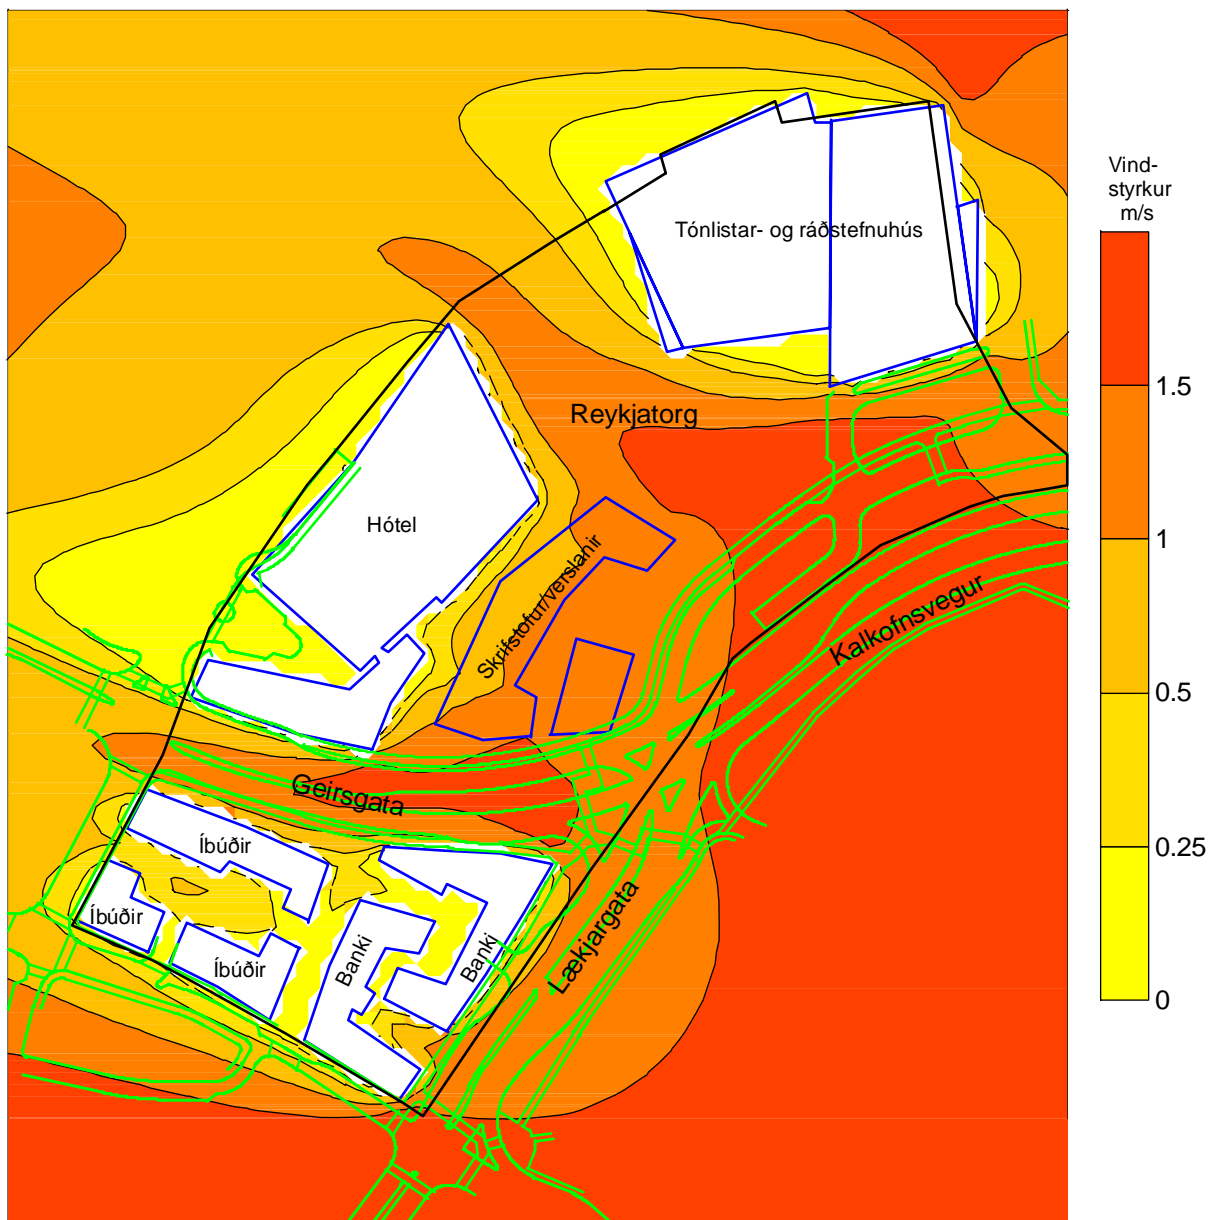 Vind-
styrkur
m/s
Tónlistar- og ráðstefnuhús
1.5
Reykjatorg
Hótel
1
Skrifstofur/verslanir
Kalkofnsvegur
0.5
Geirsgata
Íbúðir
0.25
Íbúðir
Lækjargata
Banki
Banki
Íbúðir
0